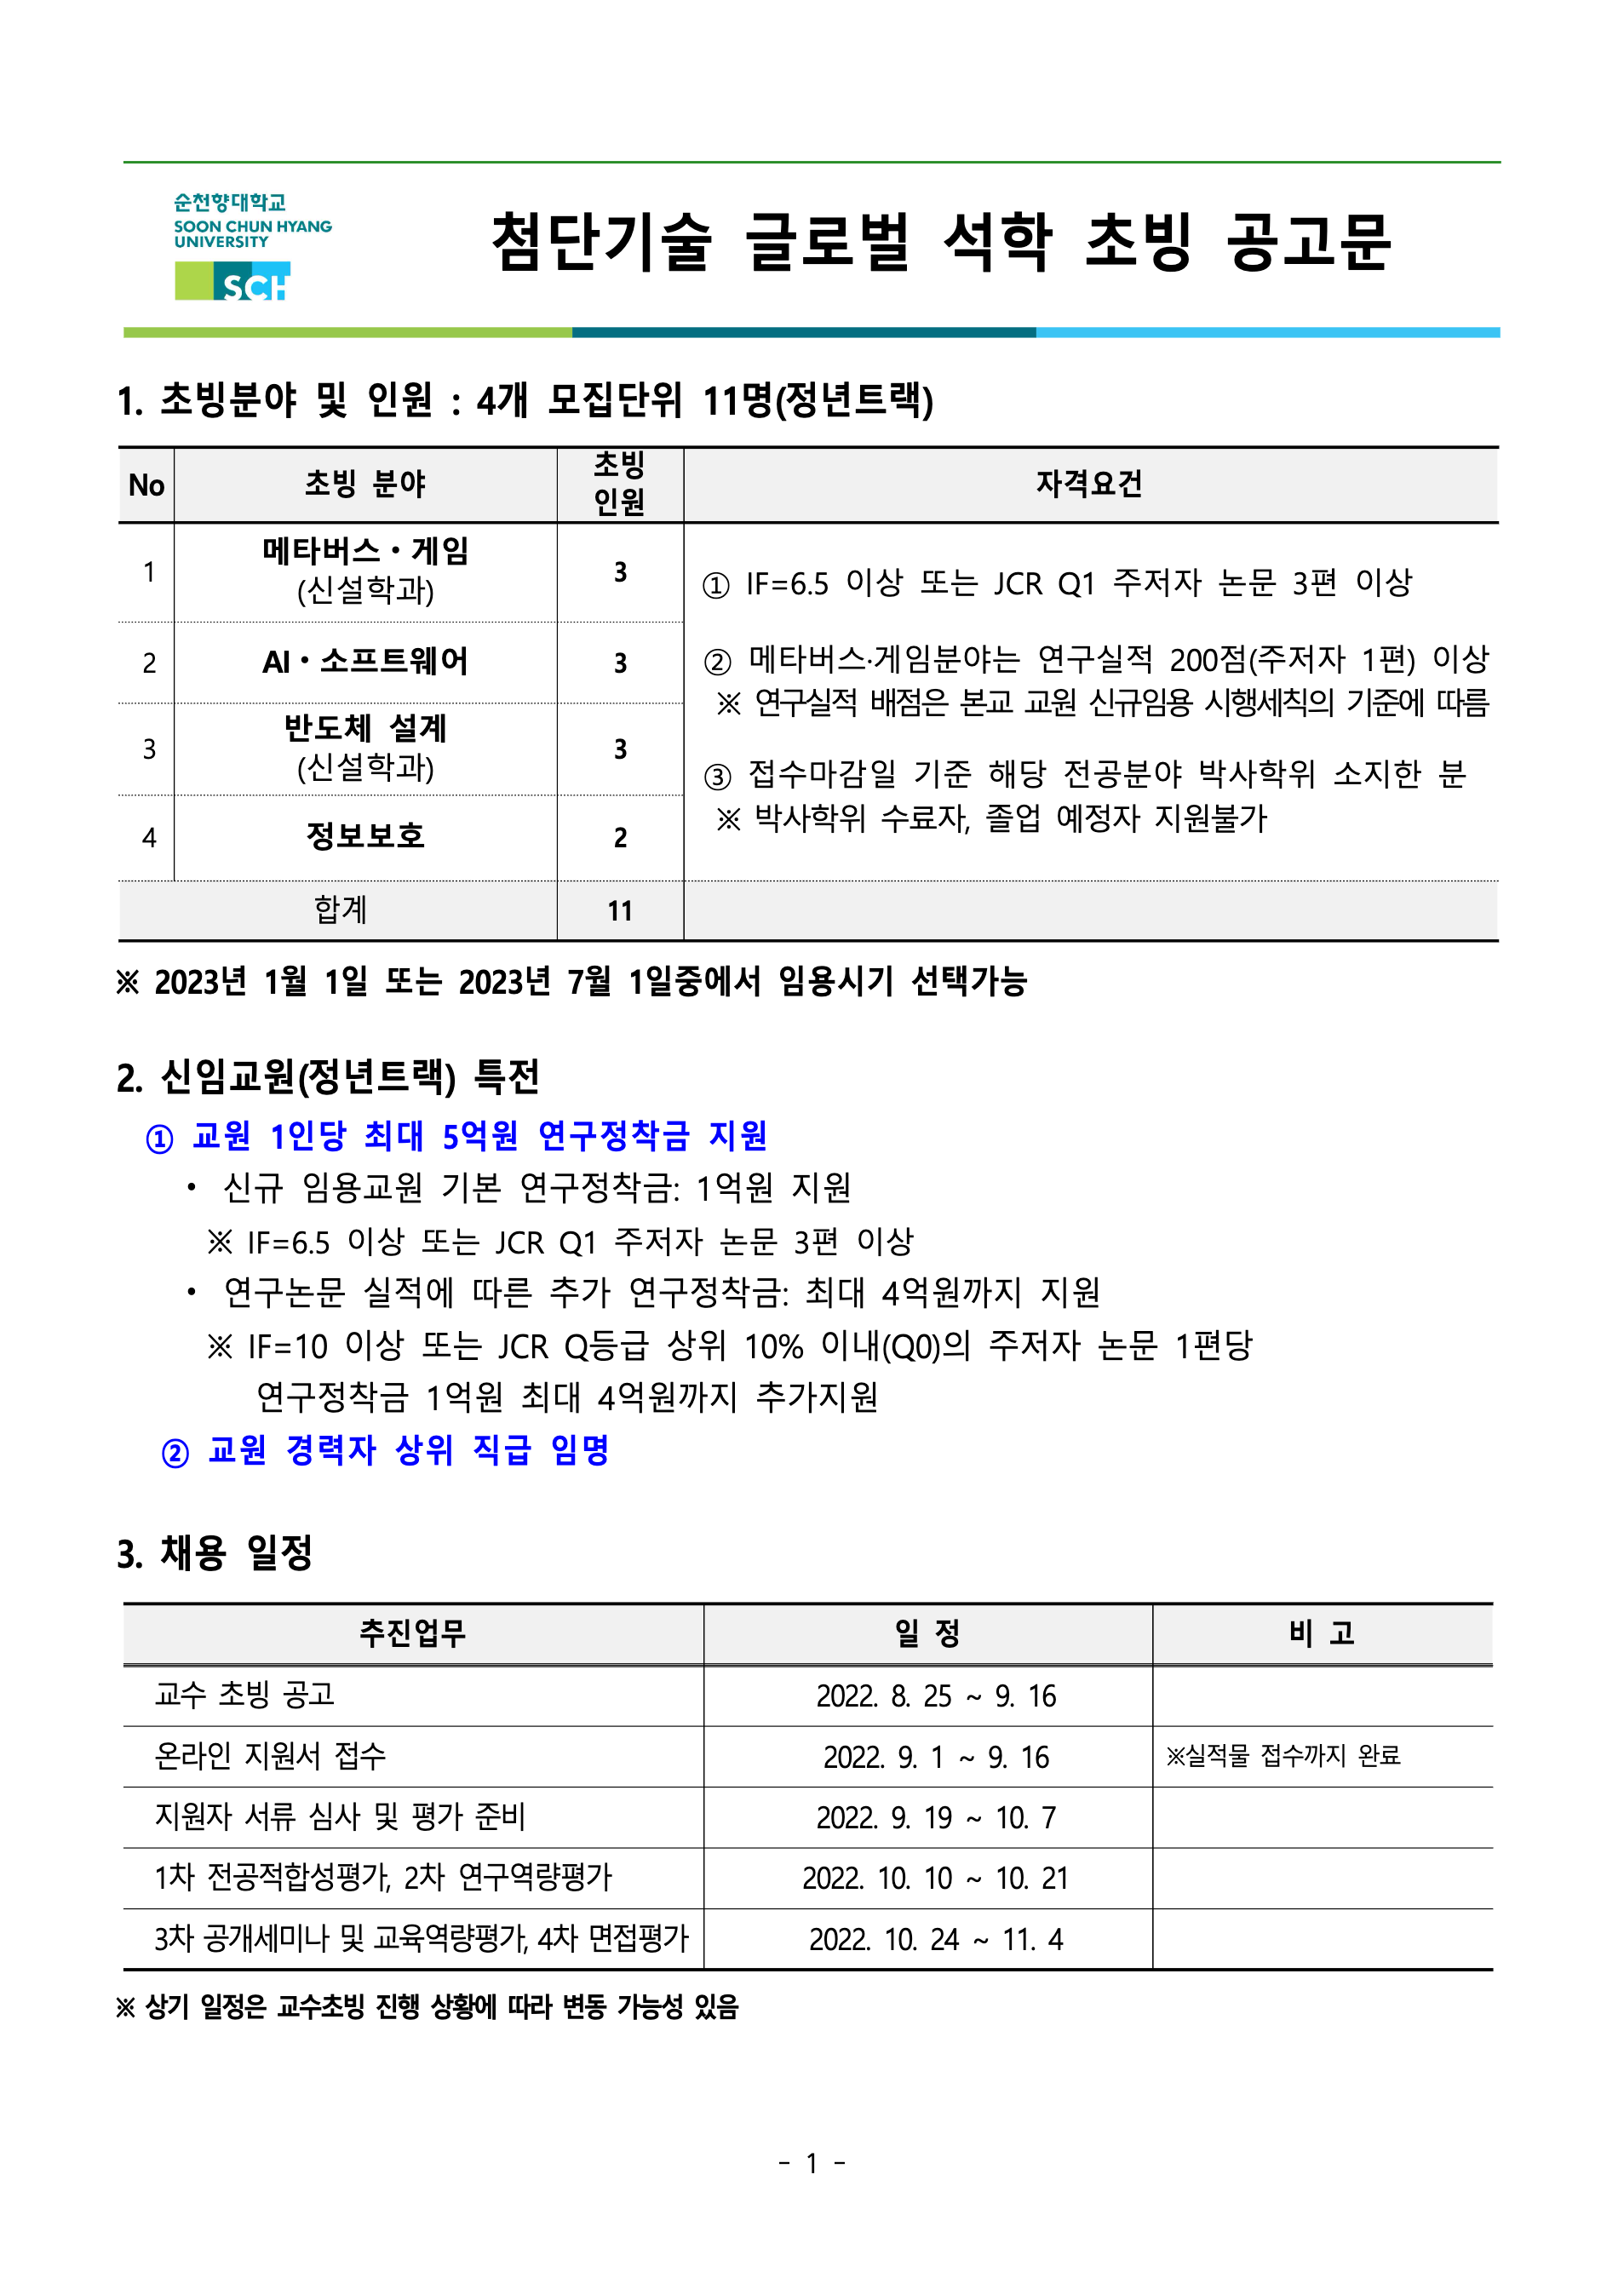 순천향대학교
SOON CHUN HYANG
UNIVERSITY
SCH
첨단기술 글로벌 석학 초빙 공고문
1. 초빙분야 및 인원 : 4개 모집단위 11명(정년트랙)
No
초빙 분야
초빙
인원
자격요건
1
메타버스・게임
(신설학과)
3
2
AI・소프트웨어
3
3
반도체 설계
(신설학과)
3
4
정보보호
2
① IF=6.5 이상 또는 JCR Q1 주저자 논문 3편 이상
② 메타버스·게임분야는 연구실적 200점(주저자 1편) 이상
※ 연구실적 배점은 본교 교원 신규임용 시행세칙의 기준에 따름
③ 접수마감일 기준 해당 전공분야 박사학위 소지한 분
※ 박사학위 수료자, 졸업 예정자 지원불가
합계
11
※ 2023년 1월 1일 또는 2023년 7월 1일중에서 임용시기 선택가능
2. 신임교원(정년트랙) 특전
① 교원 1인당 최대 5억원 연구정착금 지원
• 신규 임용교원 기본 연구정착금: 1억원 지원
※ IF=6.5 이상 또는 JCR Q1 주저자 논문 3편 이상
• 연구논문 실적에 따른 추가 연구정착금: 최대 4억원까지 지원
※ IF=10 이상 또는 JCR Q등급 상위 10% 이내(Q0)의 주저자 논문 1편당
연구정착금 1억원 최대 4억원까지 추가지원
② 교원 경력자 상위 직급 임명
3. 채용 일정
추진업무
일 정
비 고
교수 초빙 공고
2022. 8. 25 ~ 9. 16
온라인 지원서 접수
2022. 9. 1 ~ 9. 16
※실적물 접수까지 완료
지원자 서류 심사 및 평가 준비
2022. 9. 19 ~ 10. 7
1차 전공적합성평가, 2차 연구역량평가
2022. 10. 10 ~ 10. 21
3차 공개세미나 및 교육역량평가, 4차 면접평가
2022. 10. 24 ~ 11. 4
※ 상기 일정은 교수초빙 진행 상황에 따라 변동 가능성 있음
- 1 -